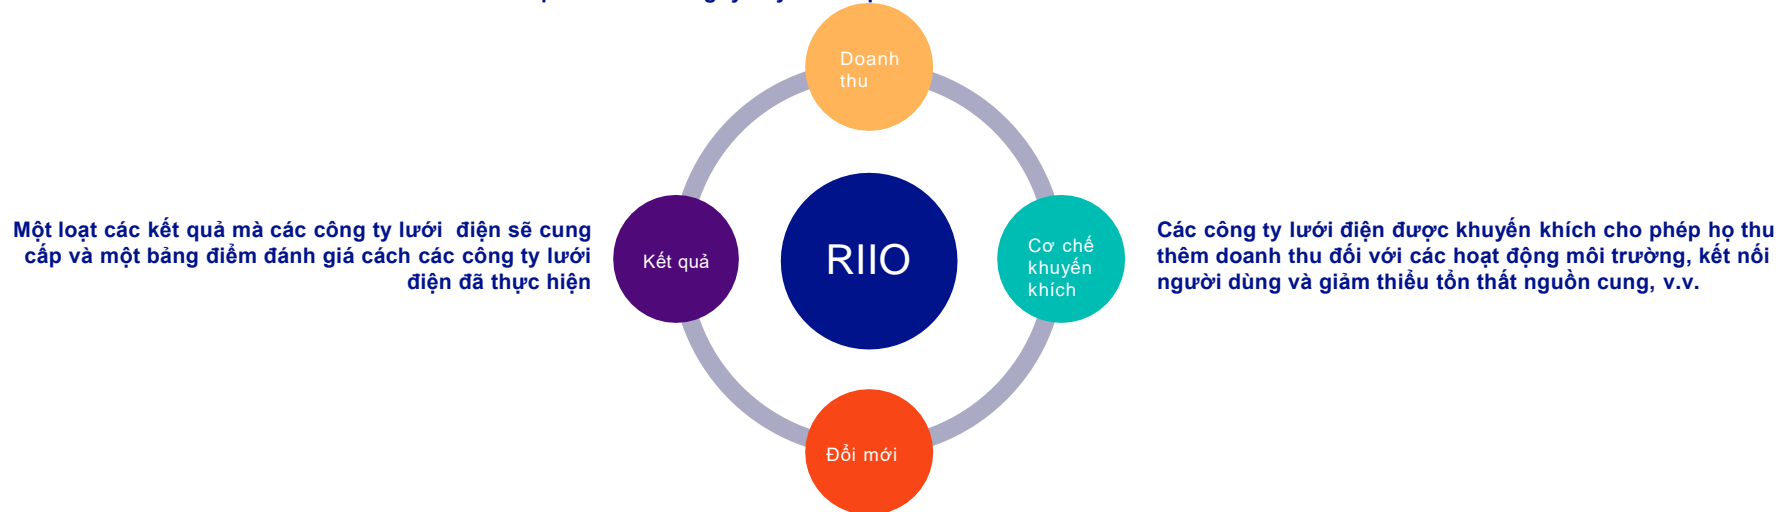 Doanh
thu
Một loạt các kết quả mà các công ty lưới điện sẽ cung
cấp và một bảng điểm đánh giá cách các công ty lưới
điện đã thực hiện
Kết quả
RIIO
Cơ chế
khuyến
khích
Các công ty lưới điện được khuyến khích cho phép họ thu
thêm doanh thu đối với các hoạt động môi trường, kết nối
người dùng và giảm thiểu tổn thất nguồn cung, v.v.
Đổi mới